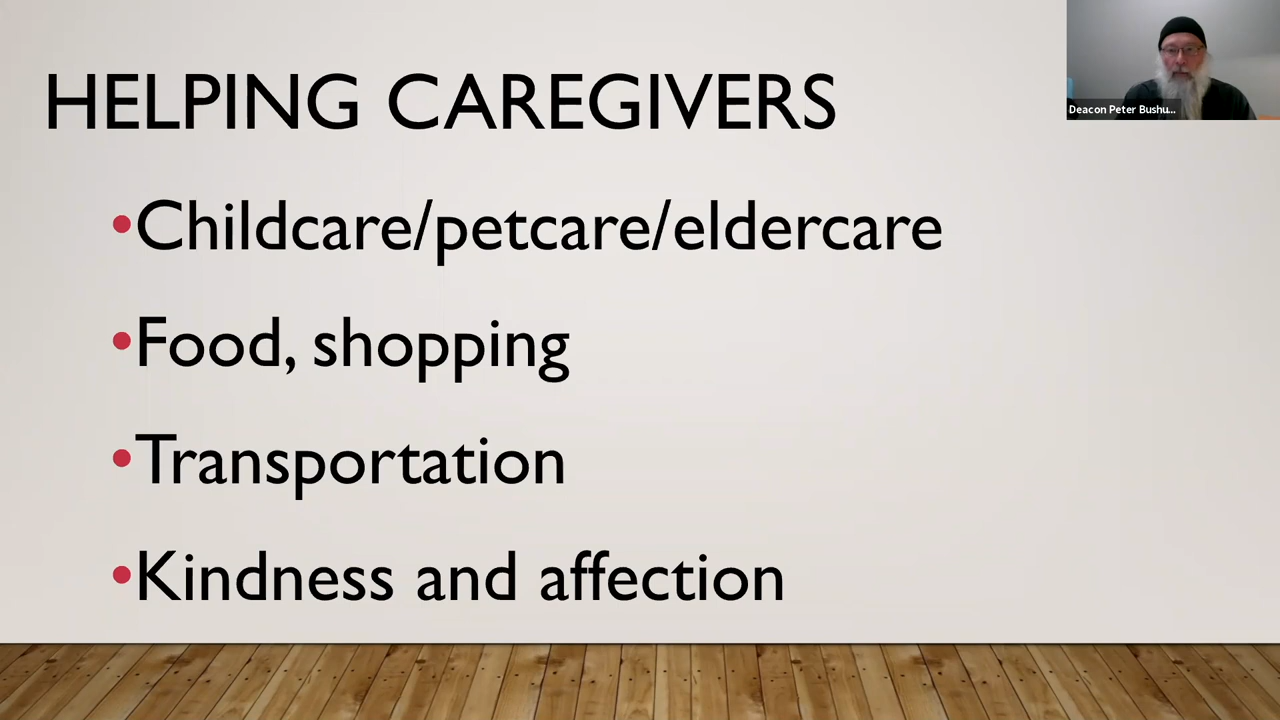 HELPING CAREGIVERS
Deacon Peter Bushu...
•Childcare/petcare/eldercare
•Food, shopping
•Transportation
•Kindness and affection